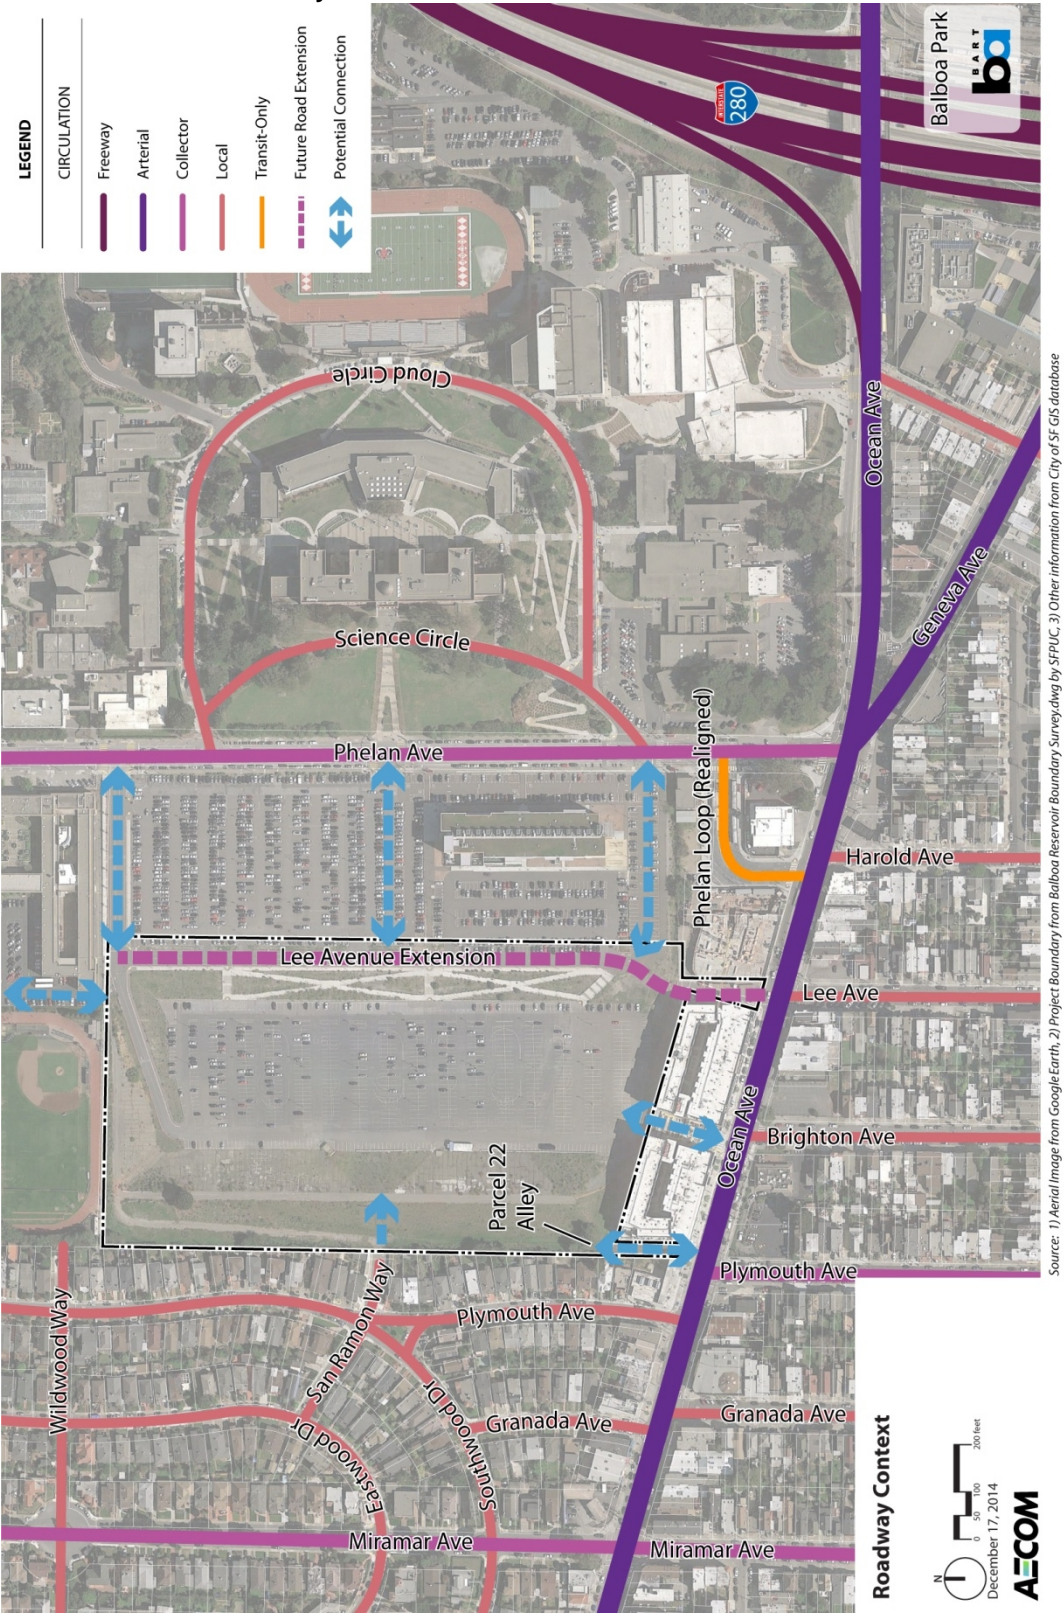 LEGEND
CIRCULATION
Freeway
Arterial
Collector
Local
Transit-Only
Future Road Extension
Potential Connection
Balboa Park
BART
ba
INTERSTATE
280
Cloud Circle
Science Circle
Ocean Ave
Geneva Ave
Phelan Ave
Phelan Loop (Realigned)
Harold Ave
Lee Avenue Extension
Lee Ave
Brighton Ave
Ocean Ave
Parcel 22
Alley
Plymouth Ave
Plymouth Ave
Wildwood Way
San Ramon Way
Eastwood Dr
Southwood Dr
Granada Ave
Granada Ave
Miramar Ave
Miramar Ave
Roadway Context
N
0 50 100 200 feet
December 17, 2014
AECOM
Source: 1) Aerial Image from Google Earth, 2) Project Boundary from Balboa Reservoir Boundary Survey.dwg by SFPUC, 3) Other information from City of SF GIS database